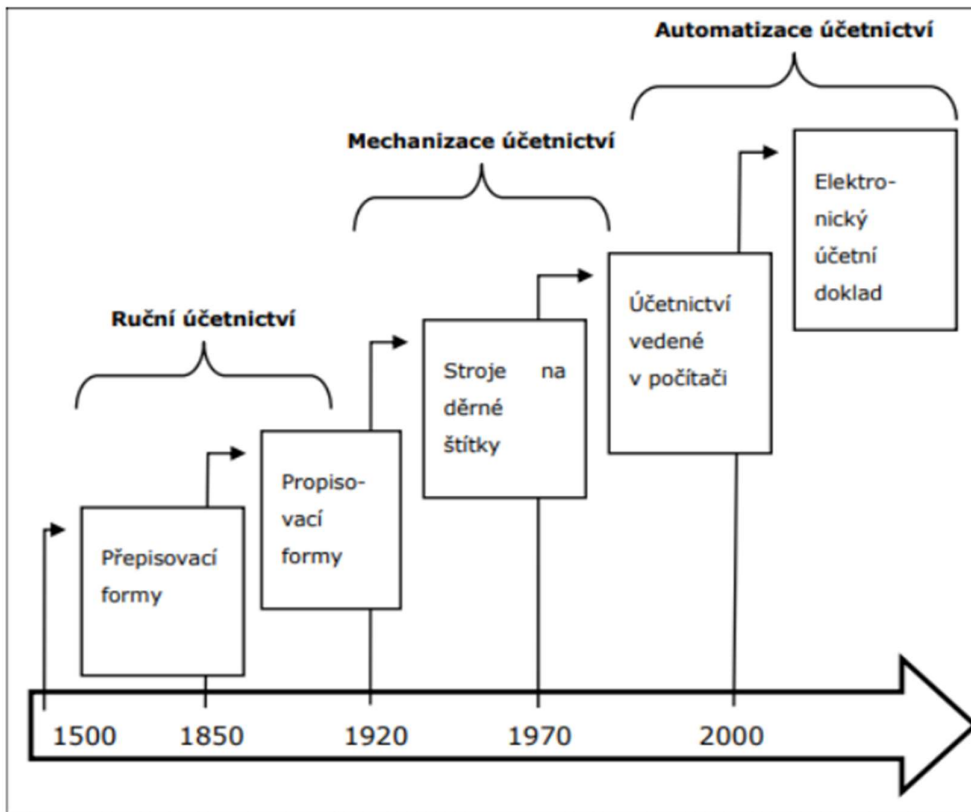 Automatizace účetnictví
Mechanizace účetnictví
Elektro-
nický
účetní
doklad
Ruční účetnictví
Účetnictví
vedené
v počítači
Stroje na
děrné
štítky
Propiso-
vací
formy
Přepisovací
formy
1500 1850 1920 1970 2000